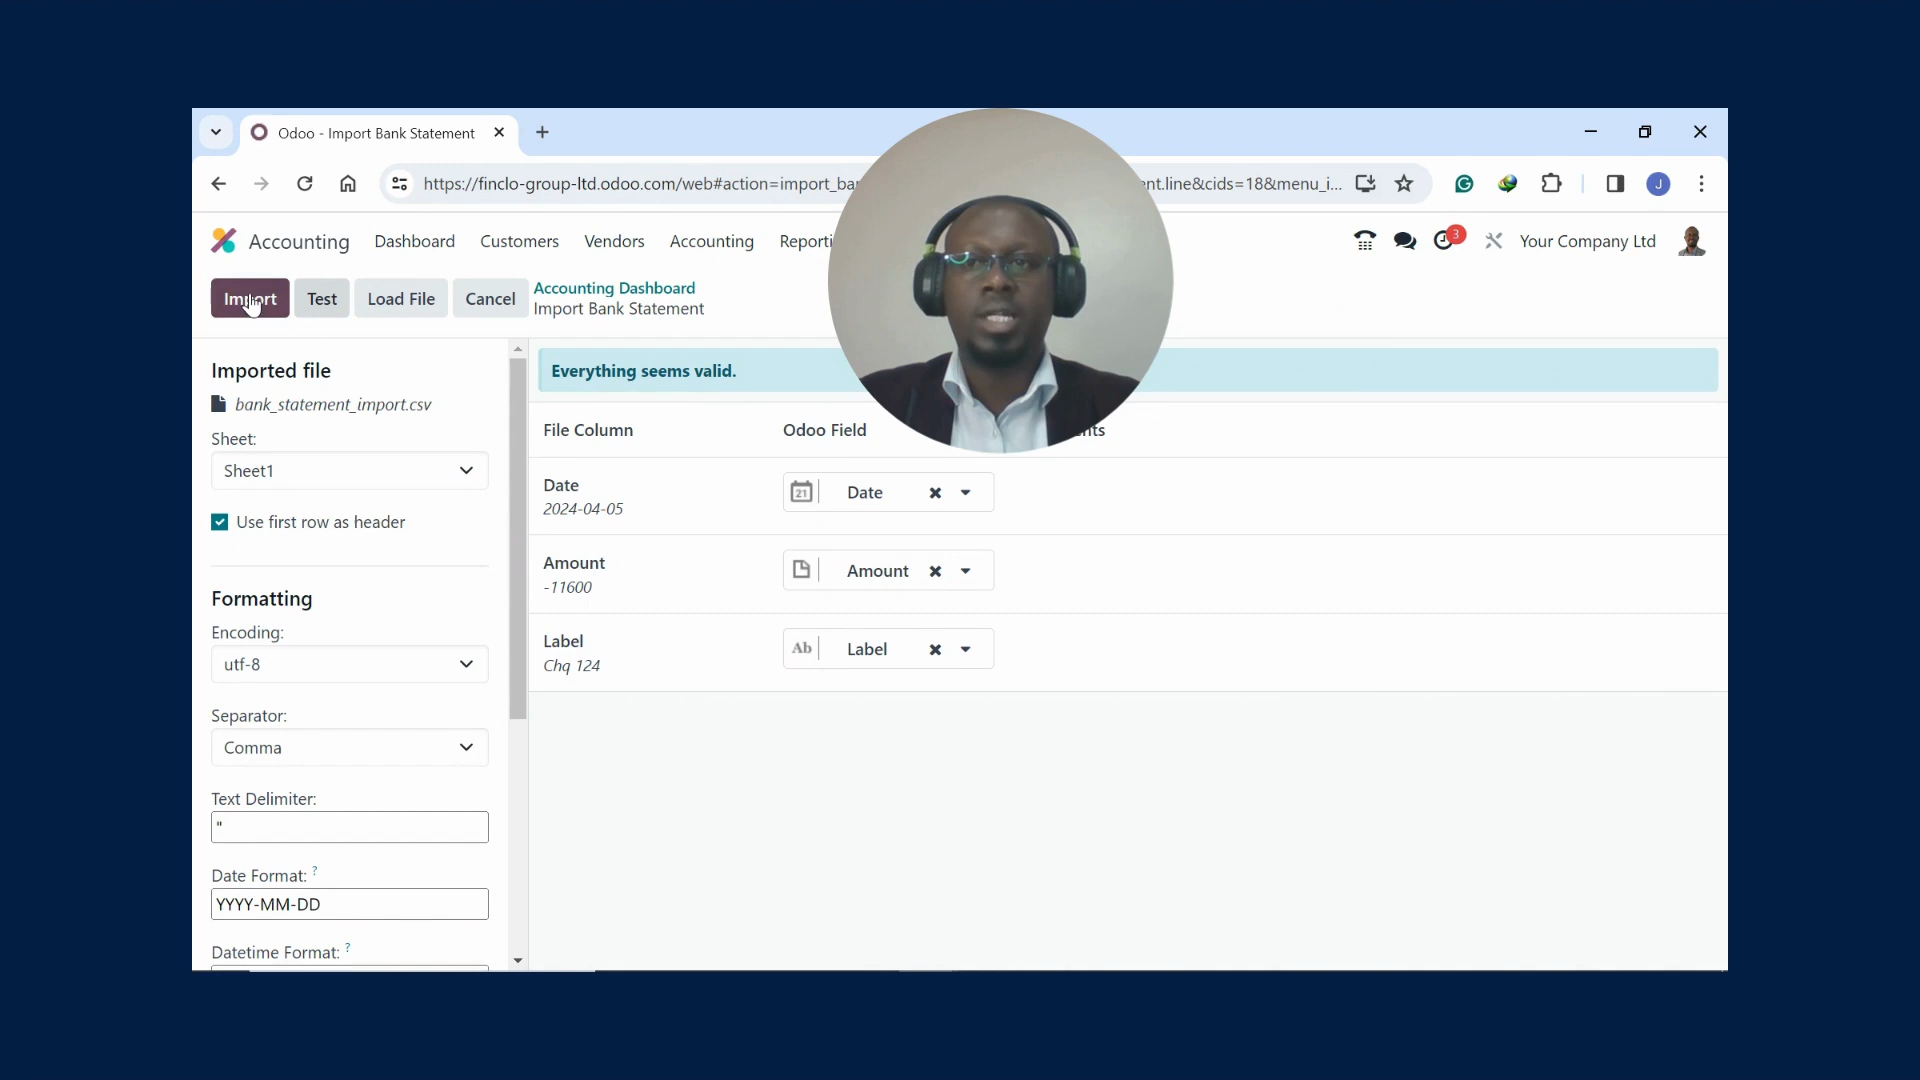 Odoo - Import Bank Statement
https://finclo-group-ltd.odoo.com/web#action=import_ba
nt.line&cids=18&menu_i...
J
Accounting Dashboard Customers Vendors Accounting Reporti
3
Your Company Ltd
Import Test Load File Cancel
Accounting Dashboard
Import Bank Statement
Imported file
bank_statement_import.csv
Sheet:
Sheet1
Use first row as header
Formatting
Encoding:
utf-8
Separator:
Comma
Text Delimiter:
"
Date Format: ?
YYYY-MM-DD
Datetime Format: ?
Everything seems valid.
File Column Odoo Field
Date
2024-04-05
21 Date
Amount
-11600
Amount
Label
Chq 124
Ab Label